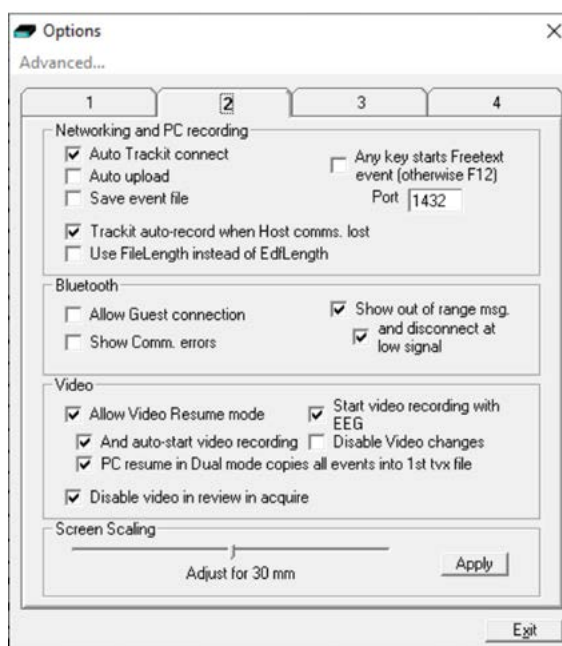 Options
Advanced...
1 2 3 4
Networking and PC recording
Auto Trackit connect
Auto upload
Save event file
Any key starts Freetext
event (otherwise F12)
Port 1432
Trackit auto-record when Host comms. lost
Use FileLength instead of EdfLength
Bluetooth
Allow Guest connection
Show Comm. errors
Show out of range msg.
and disconnect at
low signal
Video
Allow Video Resume mode
Start video recording with
EEG
And auto-start video recording
Disable Video changes
PC resume in Dual mode copies all events into 1st tvx file
Disable video in review in acquire
Screen Scaling
Adjust for 30 mm
Apply
Exit